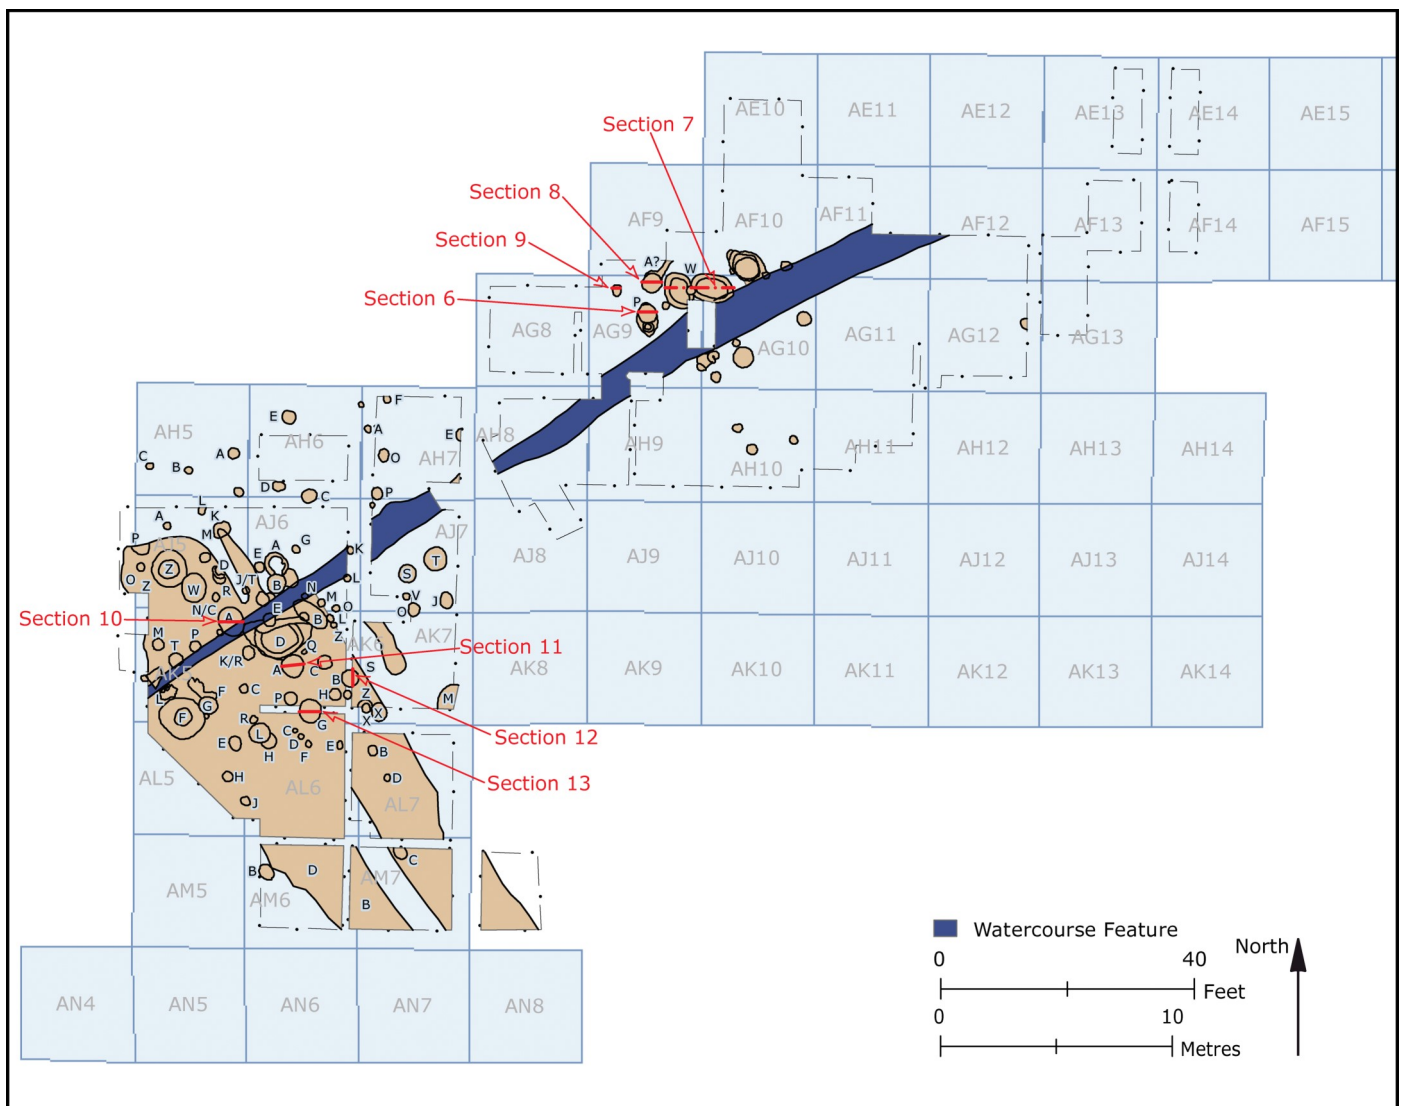 Section 7
AE10
AE11
AE12
AE13
AE14
AE15
Section 8
AF9
AF10
AF11
AF12
AF13
AF14
AF15
Section 9
A?
W
Section 6
P
AG8
AG9
AG10
AG11
AG12
AG13
F
E
A
E
AH5
AH6
AH7
AH8
AH9
AH10
AH11
AH12
AH13
AH14
C
B
A
O
D
C
P
L
A
K
AJ6
AJ7
P
M
AJ5
E
A
G
K
T
AJ8
AJ9
AJ10
AJ11
AJ12
AJ13
AJ14
O
Z
Z
W
D
R
J/T
B
N
L
S
M
V
O
J
O
Section 10
N/C
A
E
B
L
Z
M
P
T
D
Q
AK6
AK7
Section 11
K/R
A
C
S
AK5
AK8
AK9
AK10
AK11
AK12
AK13
AK14
L
F
G
F
C
P
H
B
Z
X
X
M
R
L
H
C
D
F
G
E
E
B
Section 12
Section 13
AL5
H
J
AL6
D
AL7
AM5
B
AM6
D
AM7
C
B
Watercourse Feature
0
40
Feet
North
0
10
Metres
AN4
AN5
AN6
AN7
AN8